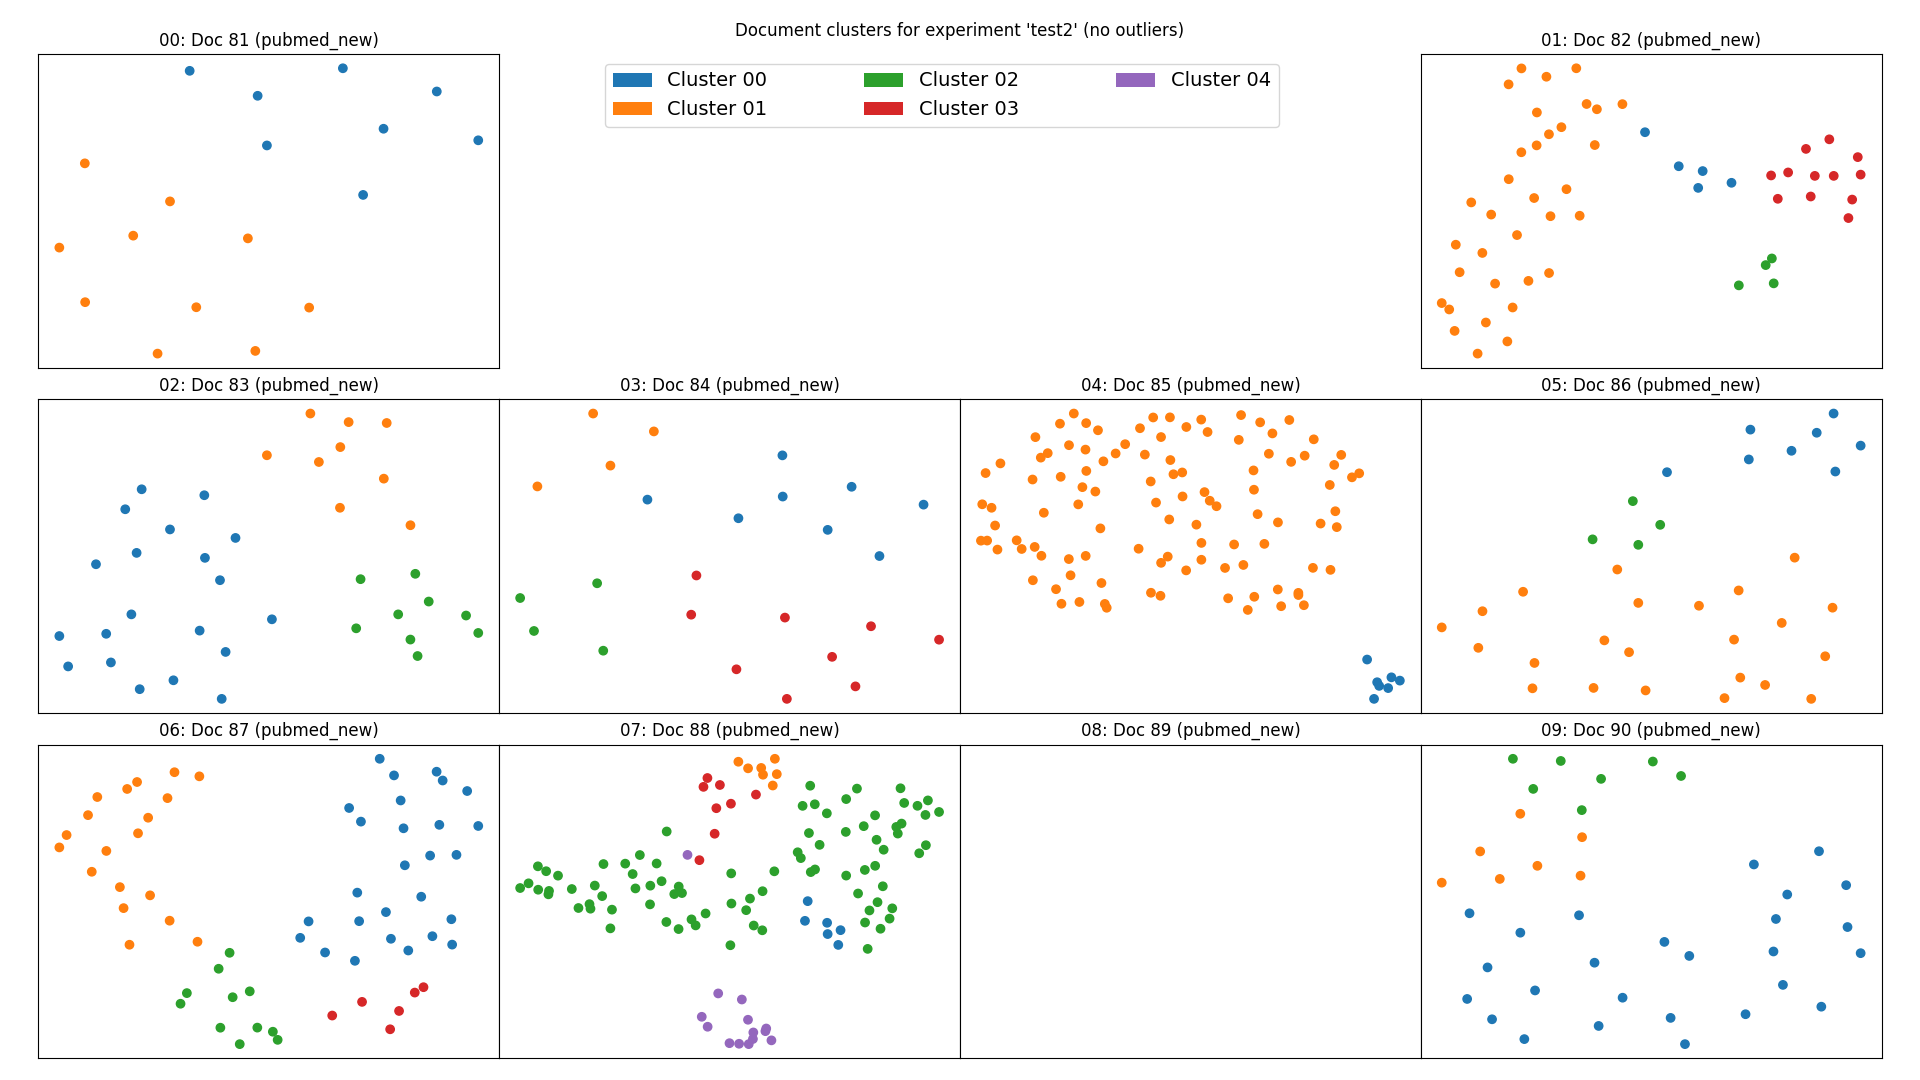 Document clusters for experiment 'test2' (no outliers)
00: Doc 81 (pubmed_new)
01: Doc 82 (pubmed_new)
Cluster 00
Cluster 01
Cluster 02
Cluster 03
Cluster 04
02: Doc 83 (pubmed_new)
03: Doc 84 (pubmed_new)
04: Doc 85 (pubmed_new)
05: Doc 86 (pubmed_new)
06: Doc 87 (pubmed_new)
07: Doc 88 (pubmed_new)
08: Doc 89 (pubmed_new)
09: Doc 90 (pubmed_new)